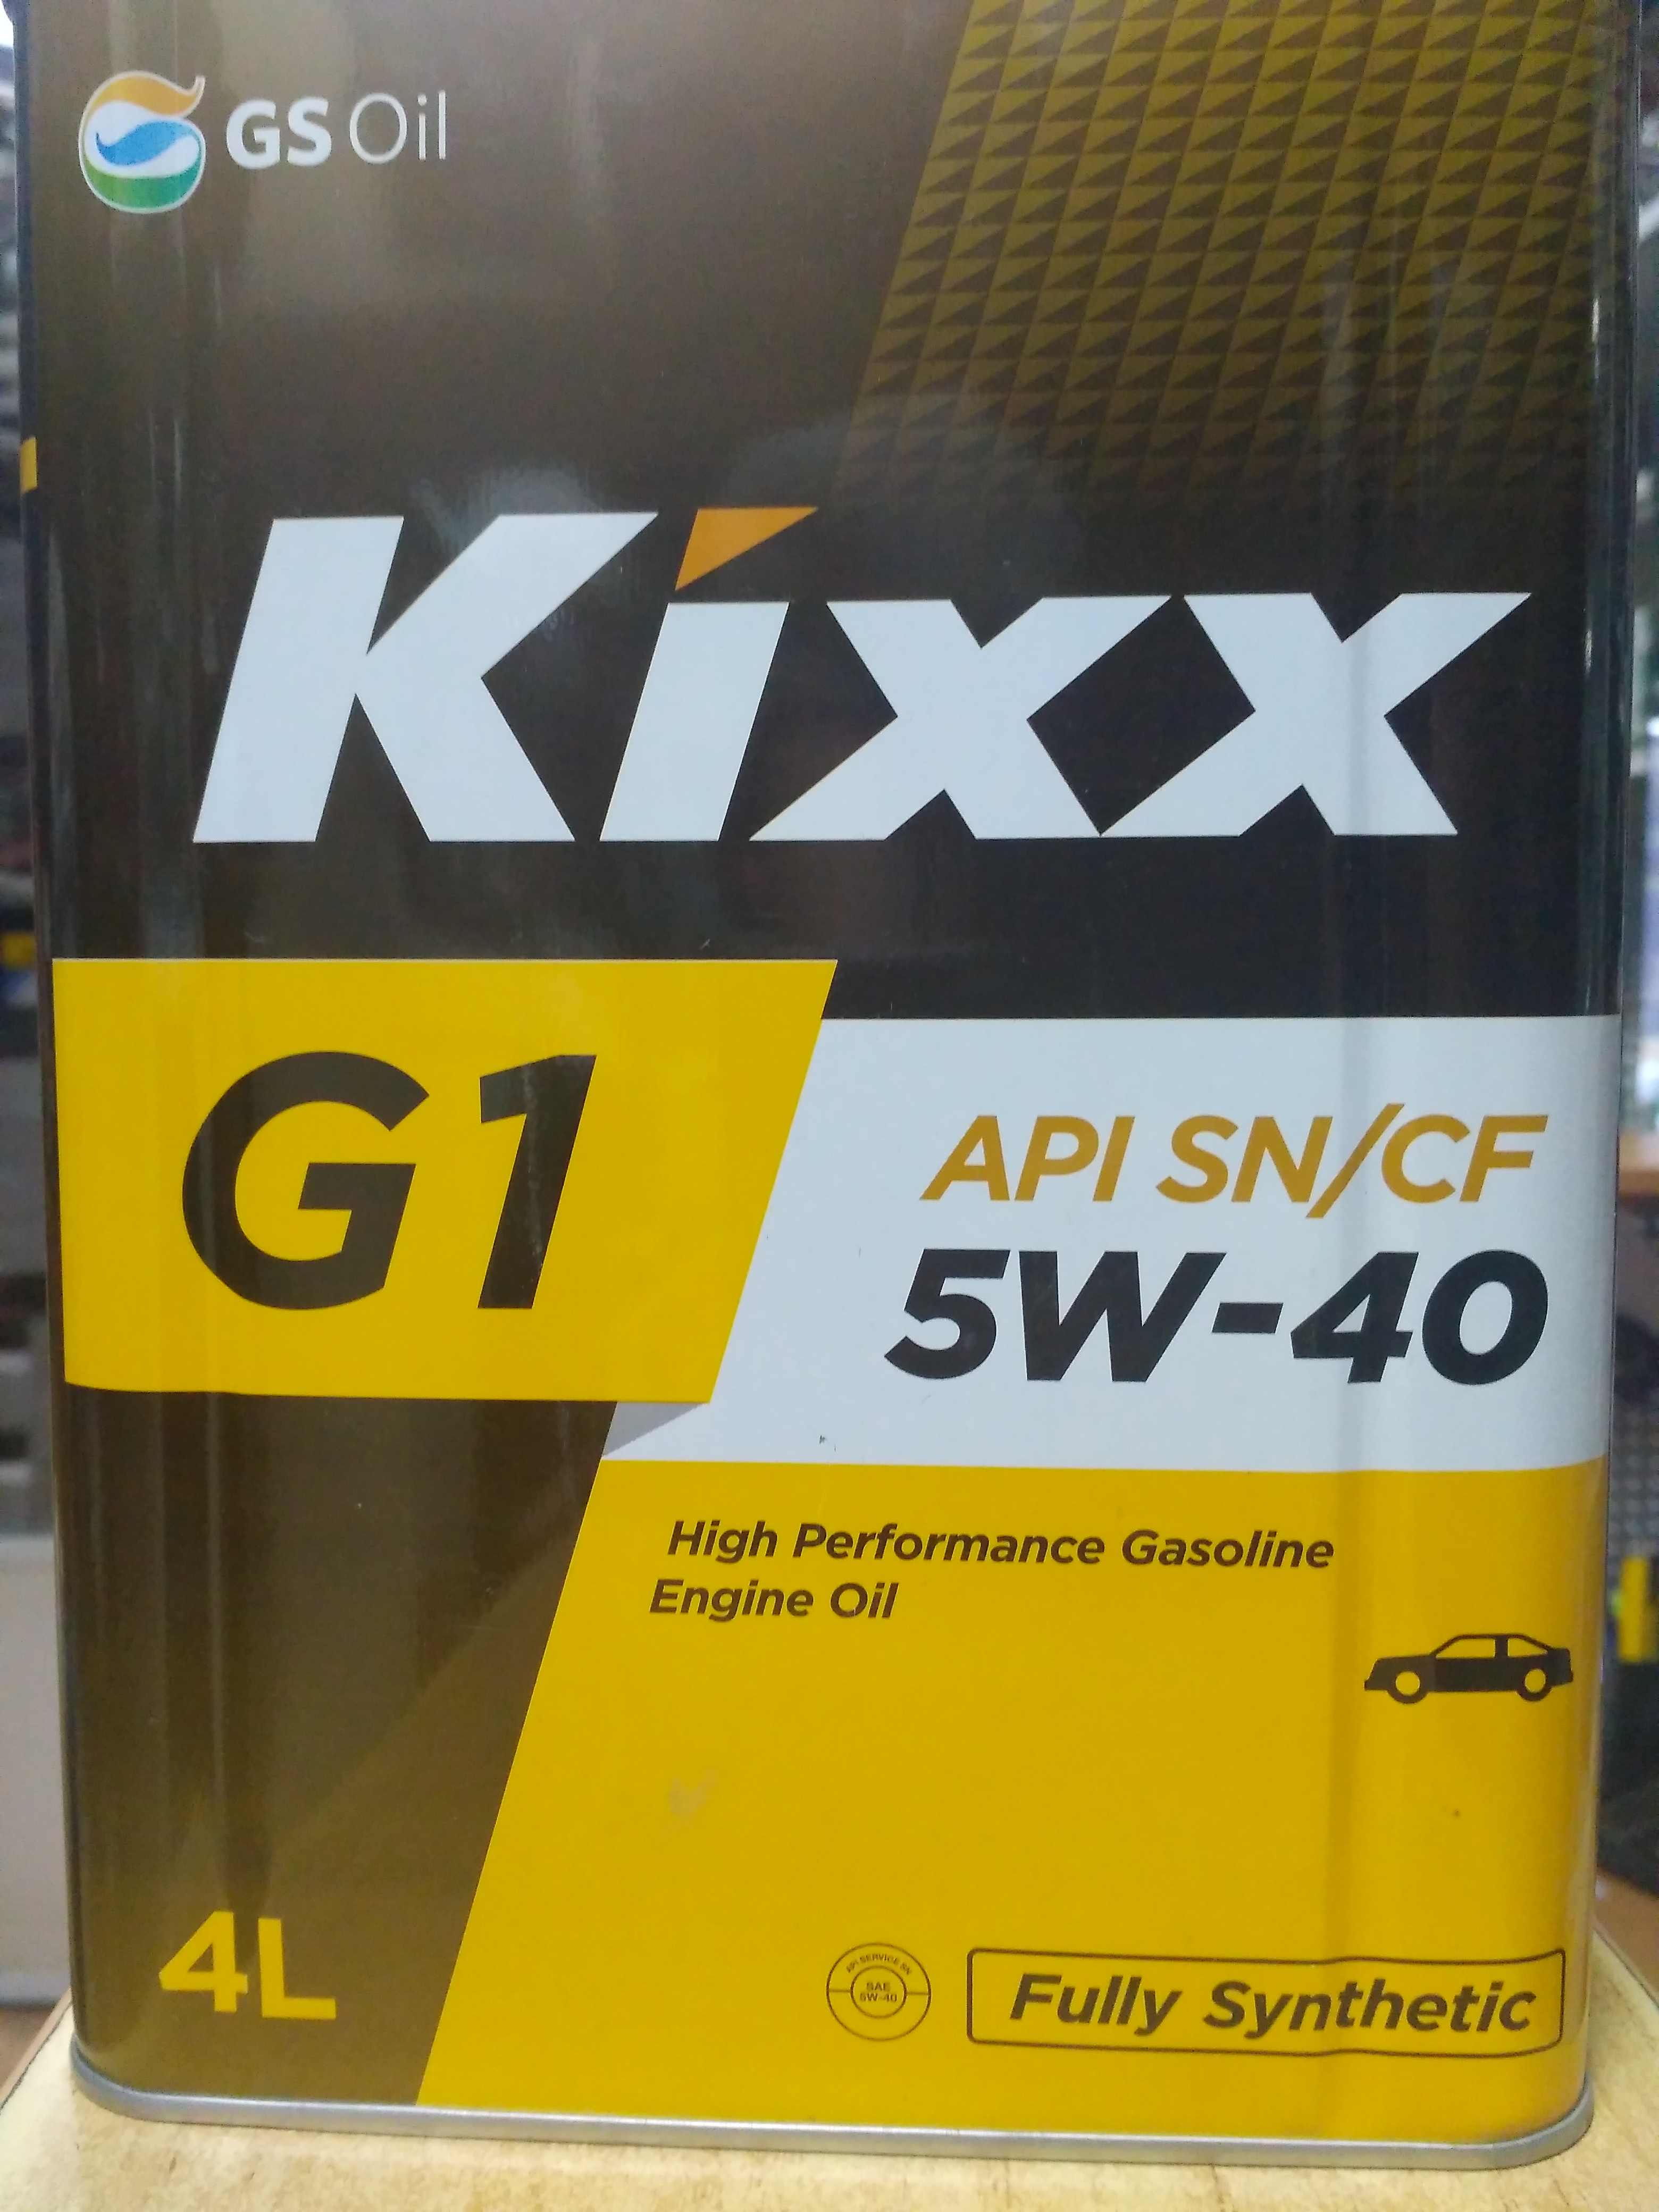 GS Oil
Kixx
G1
API SN/CF
5W-40
High Performance Gasoline
Engine Oil
4L
API SERVICE SN
SAE
5W-40
Fully Synthetic